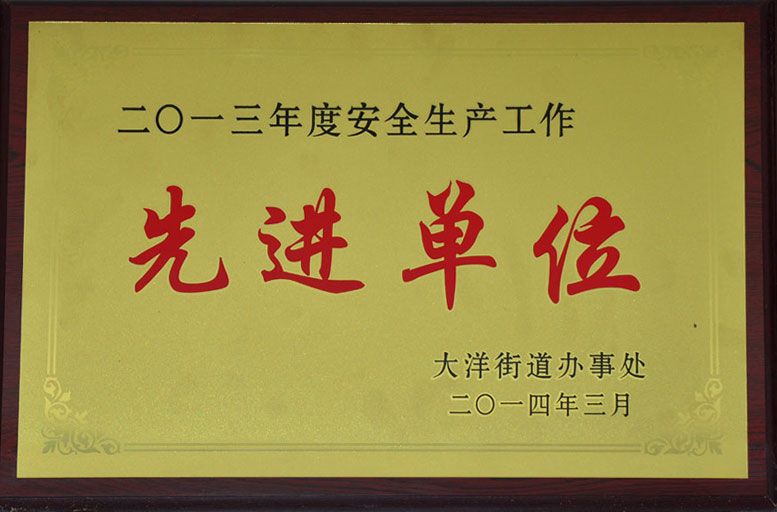 二〇一三年度安全生产工作
先进单位
大洋街道办事处
二〇一四年三月